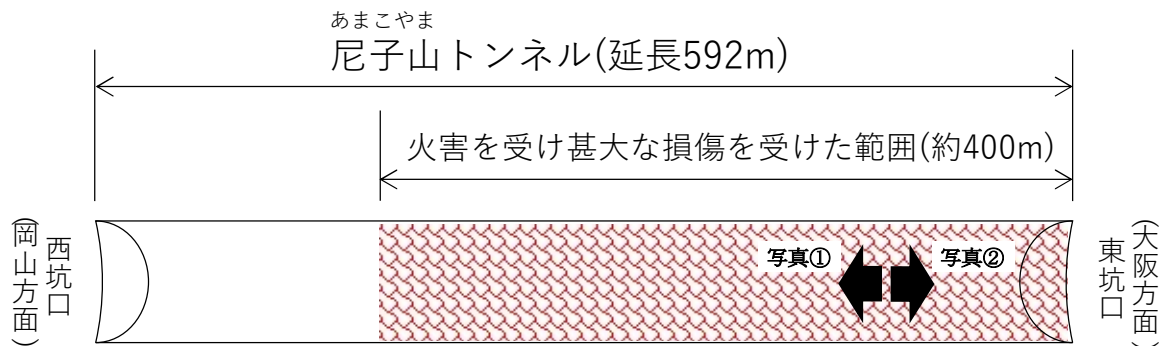 あまこやま
尼子山トンネル(延長592m)
火害を受け甚大な損傷を受けた範囲(約400m)
西坑口
(岡山方面)
写真①
写真②
東坑口
(大阪方面)